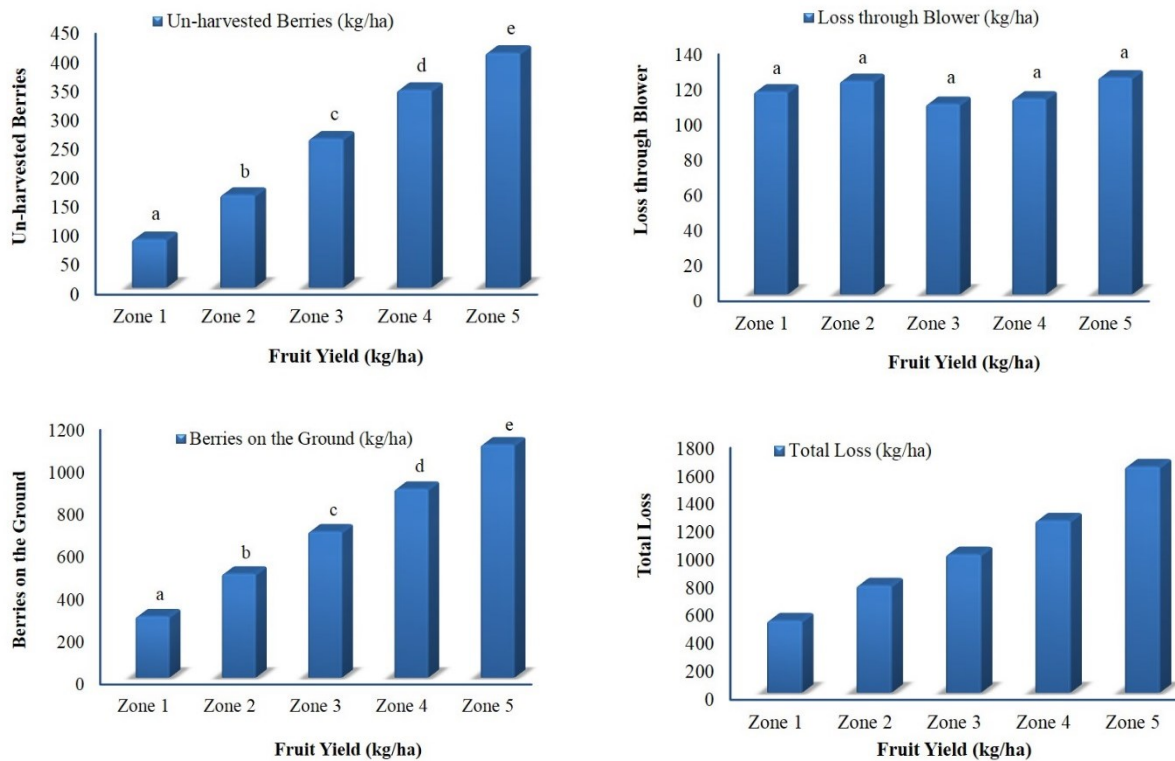 Un-harvested Berries (kg/ha)
Un-harvested Berries
450
400
350
300
250
200
150
100
50
0
a
b
c
d
e
Zone 1 Zone 2 Zone 3 Zone 4 Zone 5
Fruit Yield (kg/ha)
Loss through Blower (kg/ha)
Loss through Blower
140
120
100
80
60
40
20
0
a
a
a
a
a
Zone 1 Zone 2 Zone 3 Zone 4 Zone 5
Fruit Yield (kg/ha)
Berries on the Ground (kg/ha)
Berries on the Ground
1200
1000
800
600
400
200
0
a
b
c
d
e
Zone 1 Zone 2 Zone 3 Zone 4 Zone 5
Fruit Yield (kg/ha)
Total Loss (kg/ha)
Total Loss
1800
1600
1400
1200
1000
800
600
400
200
0
Zone 1 Zone 2 Zone 3 Zone 4 Zone 5
Fruit Yield (kg/ha)